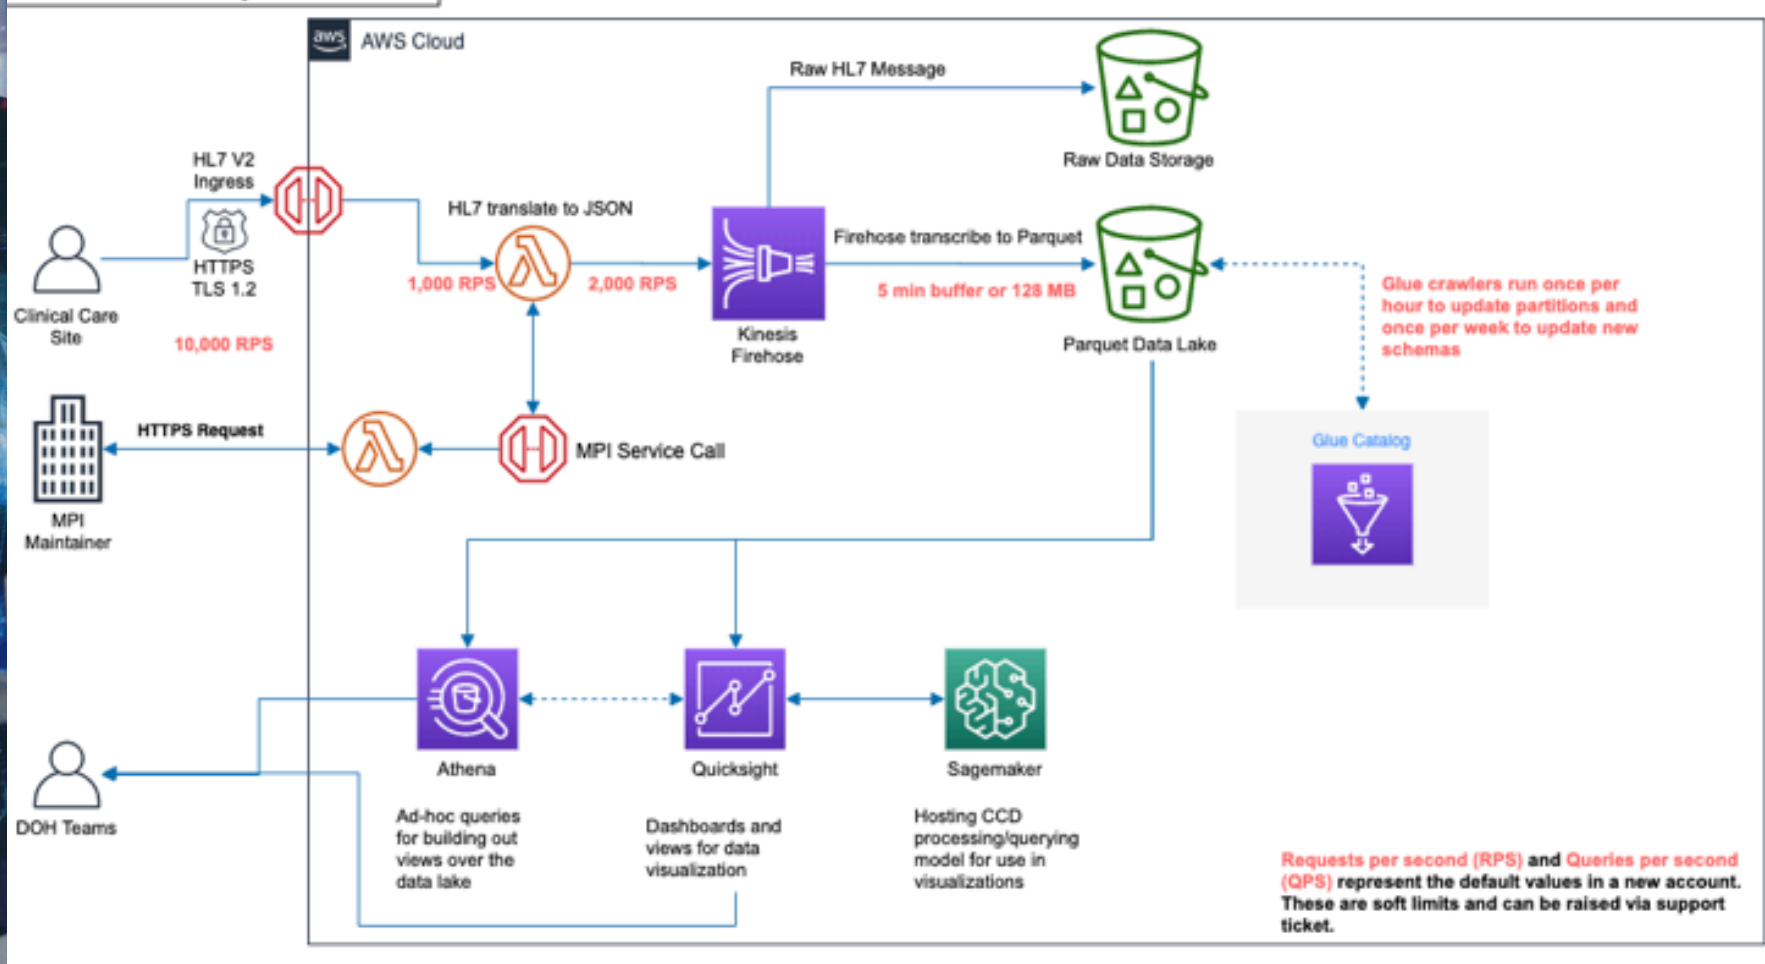 aws
AWS Cloud
Raw HL7 Message
Raw Data Storage
HL7 V2
Ingress
HTTPS
TLS 1.2
10,000 RPS
Clinical Care
Site
HL7 translate to JSON
1,000 RPS
2,000 RPS
Kinesis
Firehose
Firehose transcribe to Parquet
5 min buffer or 128 MB
Parquet Data Lake
Glue crawlers run once per
hour to update partitions and
once per week to update new
schemas
Glue Catalog
HTTPS Request
MPI Service Call
MPI
Maintainer
Athena
Ad-hoc queries
for building out
views over the
data lake
Quicksight
Dashboards and
views for data
visualization
Sagemaker
Hosting CCD
processing/querying
model for use in
visualizations
DOH Teams
Requests per second (RPS) and Queries per second
(QPS) represent the default values in a new account.
These are soft limits and can be raised via support
ticket.